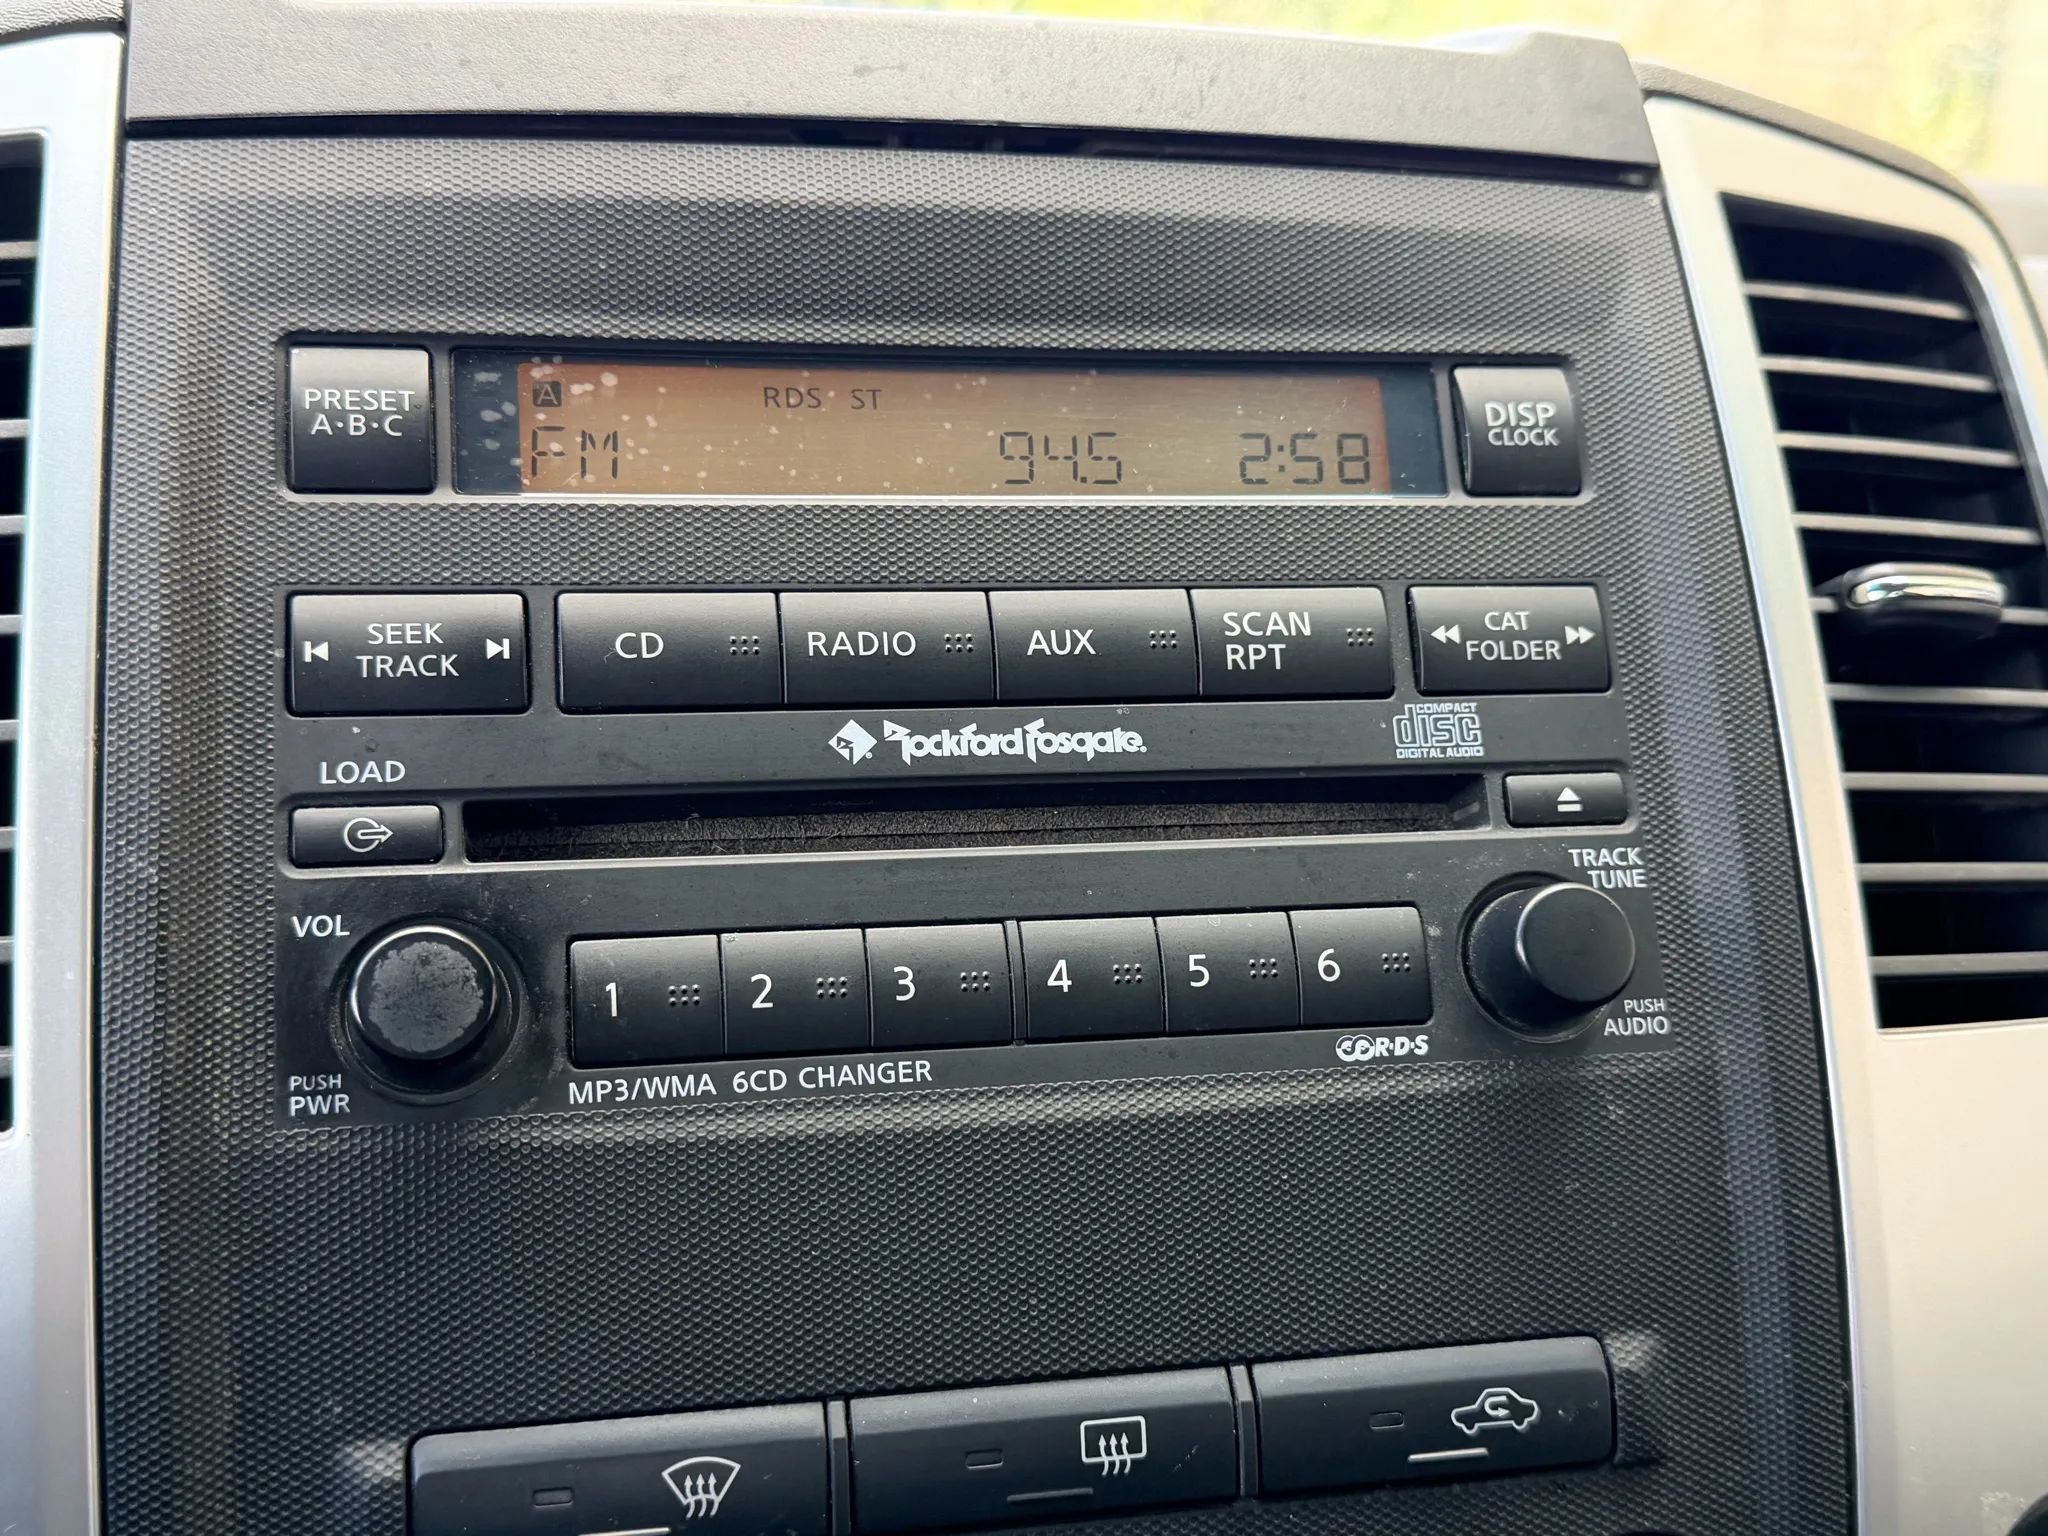 PRESET
A·B·C
A RDS ST
FM 94.5 2:58
DISP
CLOCK
SEEK
TRACK
CD
RADIO
AUX
SCAN
RPT
CAT
FOLDER
Rockford Fosgate
COMPACT
disc
DIGITAL AUDIO
LOAD
TRACK
TUNE
VOL
1 2 3 4 5 6
PUSH
AUDIO
PUSH
PWR
MP3/WMA 6CD CHANGER
R·D·S